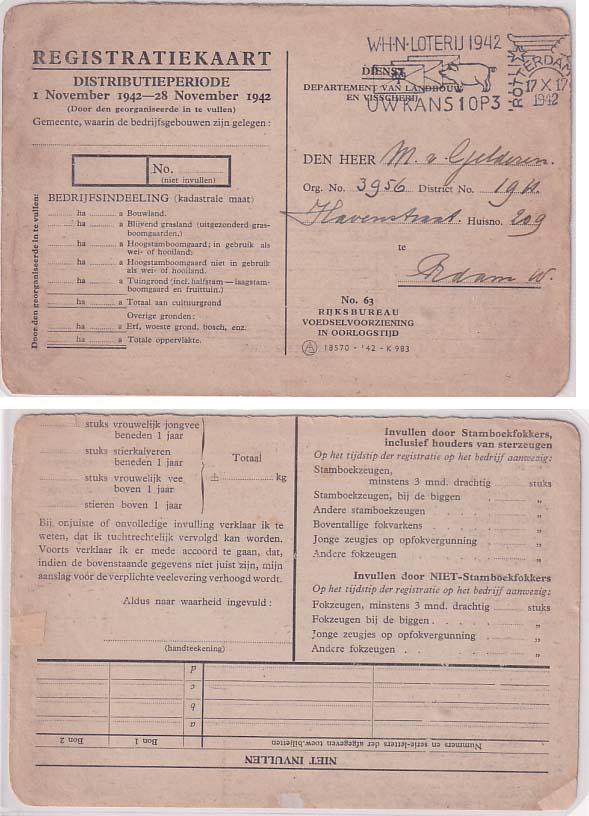 REGISTRATIEKAART
DISTRIBUTIEPERIODE
1 November 1942—28 November 1942
(Door den georganiseerde in te vullen)
Gemeente, waarin de bedrijfsgebouwen zijn gelegen:
No.
(niet invullen)
Door den georganiseerde in te vullen:
BEDRIJFSINDEELING (kadastrale maat)
ha a Bouwland.
ha a Blijvend grasland (uitgezonderd gras-
boomgaarden.)
ha a Hoogstamboomgaard; in gebruik als
wei- of hooiland.
ha a Hoogstamboomgaard niet in gebruik
als wei- of hooiland.
ha a Tuingrond (incl. halfstam—laagstam-
boomgaard en fruittuin.)
ha a Totaal aan cultuurgrond
Overige gronden:
ha a Erf, woeste grond, bosch, enz.
ha a Totale oppervlakte.
W·H·N·LOTERIJ 1942
UW KANS 1 OP 3
ROTTERDAM
17 X 17
1942
DIENST
DEPARTEMENT VAN LANDBOUW
EN VISSCHERIJ
DEN HEER M. v. Gelderen.
Org. No. 3956 District No. 19H.
Havenstraat. Huisno. 209
te
Rdam W.
No. 63
RIJKSBUREAU
VOEDSELVOORZIENING
IN OORLOGSTIJD
18570 - '42 - K 983
stuks vrouwelijk jongvee
beneden 1 jaar
stuks stierkalveren
beneden 1 jaar
stuks vrouwelijk vee
boven 1 jaar
stieren boven 1 jaar
Totaal
± kg
Bij onjuiste of onvolledige invulling verklaar ik te
weten, dat ik tuchtrechtelijk vervolgd kan worden.
Voorts verklaar ik er mede accoord te gaan, dat,
indien de bovenstaande gegevens niet juist zijn, mijn
aanslag vóór de verplichte veelevering verhoogd wordt.
Aldus naar waarheid ingevuld:
(handteekening)
Invullen door Stamboekfokkers,
inclusief houders van sterzeugen
Op het tijdstip der registratie op het bedrijf aanwezig:
Stamboekzeugen,
minstens 3 mnd. drachtig stuks
Stamboekzeugen, bij de biggen „
Andere stamboekzeugen „
Boventallige fokvarkens „
Jonge zeugjes op opfokvergunning „
Andere fokzeugen „
Invullen door NIET-Stamboekfokkers
Op het tijdstip der registratie op het bedrijf aanwezig:
Fokzeugen, minstens 3 mnd. drachtig stuks
Fokzeugen bij de biggen „
Jonge zeugjes op opfokvergunning „
Andere fokzeugen „
NIET INVULLEN
Nummers en serie-letters der afgegeven toew.biljetten
Bon 1
Bon 2
a
b
c
d